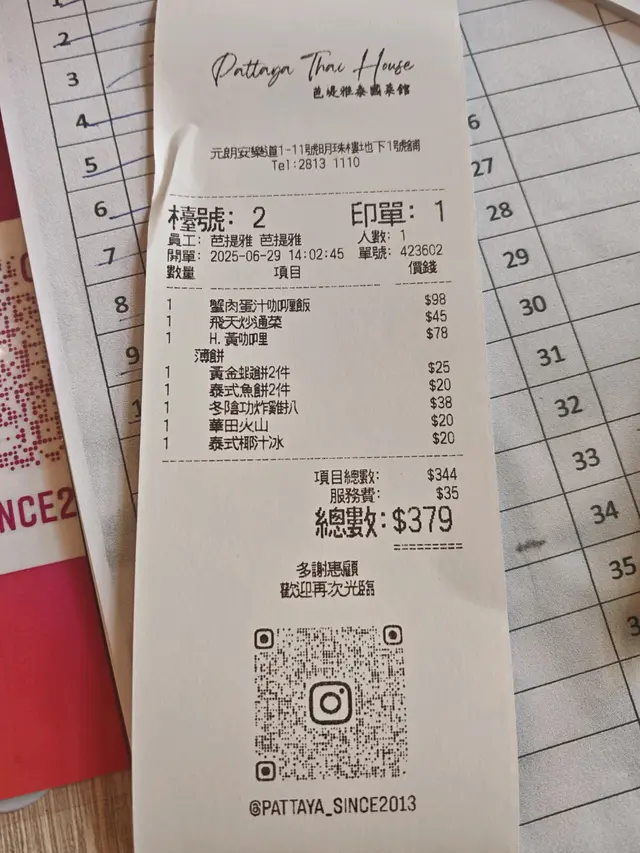 Pattaya Thai House
芭堤雅泰國菜館
元朗安樂道1-11號明珠樓地下1號舖
Tel:2813 1110
檯號: 2 印單: 1
員工: 芭提雅 芭提雅 人數: 1
開單: 2025-06-29 14:02:45 單號: 423602
數量 項目 價錢
1 蟹肉蛋汁咖喱飯 $98
1 飛天炒通菜 $45
1 H. 黃咖哩 $78
薄餅
1 黃金蝦餅2件 $25
1 泰式魚餅2件 $20
1 冬陰功炸雞扒 $38
1 華田火山 $20
1 泰式椰汁冰 $20
項目總數: $344
服務費: $35
總數: $379
多謝惠顧
歡迎再次光臨
@PATTAYA_SINCE2013
2
3
4
5
6
7
8
9
27
28
29
30
31
32
33
34
35
NCE2